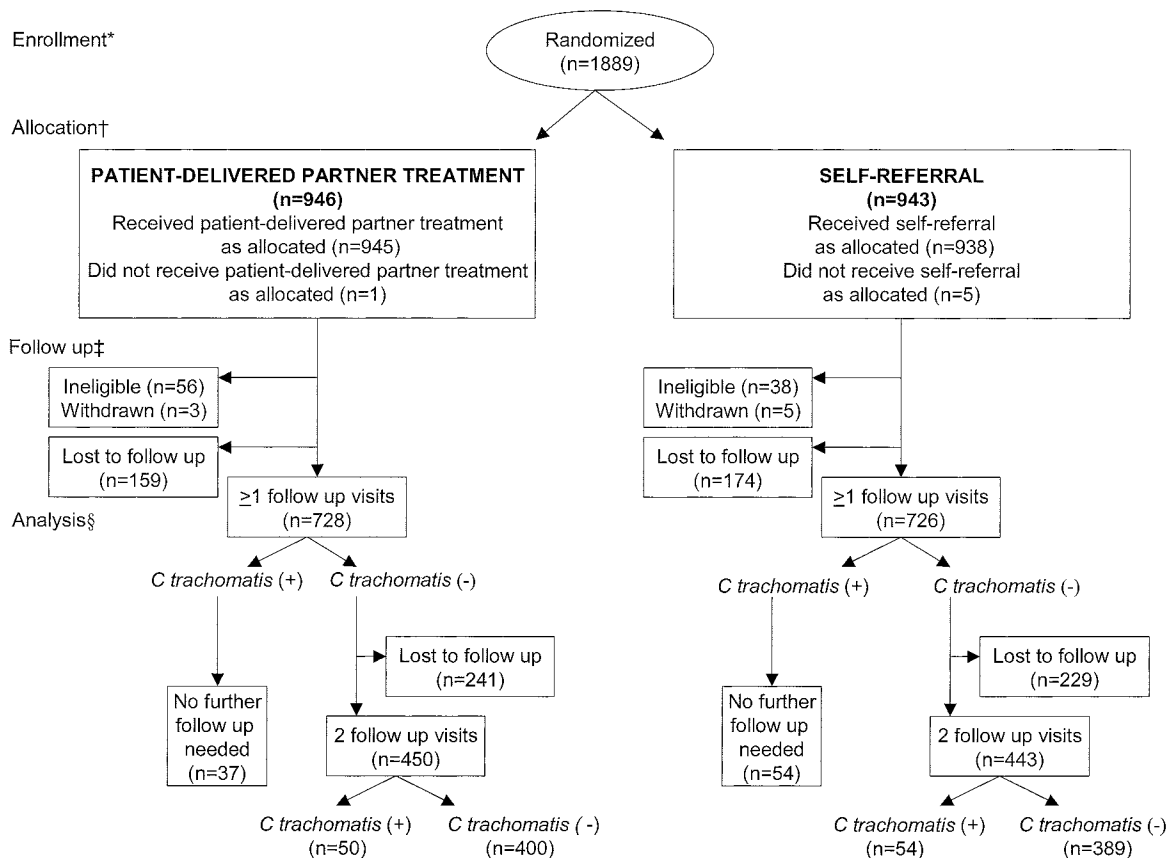 Enrollment*
Randomized
(n=1889)
Allocation†
PATIENT-DELIVERED PARTNER TREATMENT
(n=946)
Received patient-delivered partner treatment
as allocated (n=945)
Did not receive patient-delivered partner treatment
as allocated (n=1)
SELF-REFERRAL
(n=943)
Received self-referral
as allocated (n=938)
Did not receive self-referral
as allocated (n=5)
Follow up‡
Ineligible (n=56)
Withdrawn (n=3)
Lost to follow up
(n=159)
Ineligible (n=38)
Withdrawn (n=5)
Lost to follow up
(n=174)
Analysis§
≥1 follow up visits
(n=728)
≥1 follow up visits
(n=726)
C trachomatis (+)
C trachomatis (-)
C trachomatis (+)
C trachomatis (-)
Lost to follow up
(n=241)
Lost to follow up
(n=229)
No further
follow up
needed
(n=37)
2 follow up visits
(n=450)
No further
follow up
needed
(n=54)
2 follow up visits
(n=443)
C trachomatis (+)
(n=50)
C trachomatis ( -)
(n=400)
C trachomatis (+)
(n=54)
C trachomatis (-)
(n=389)